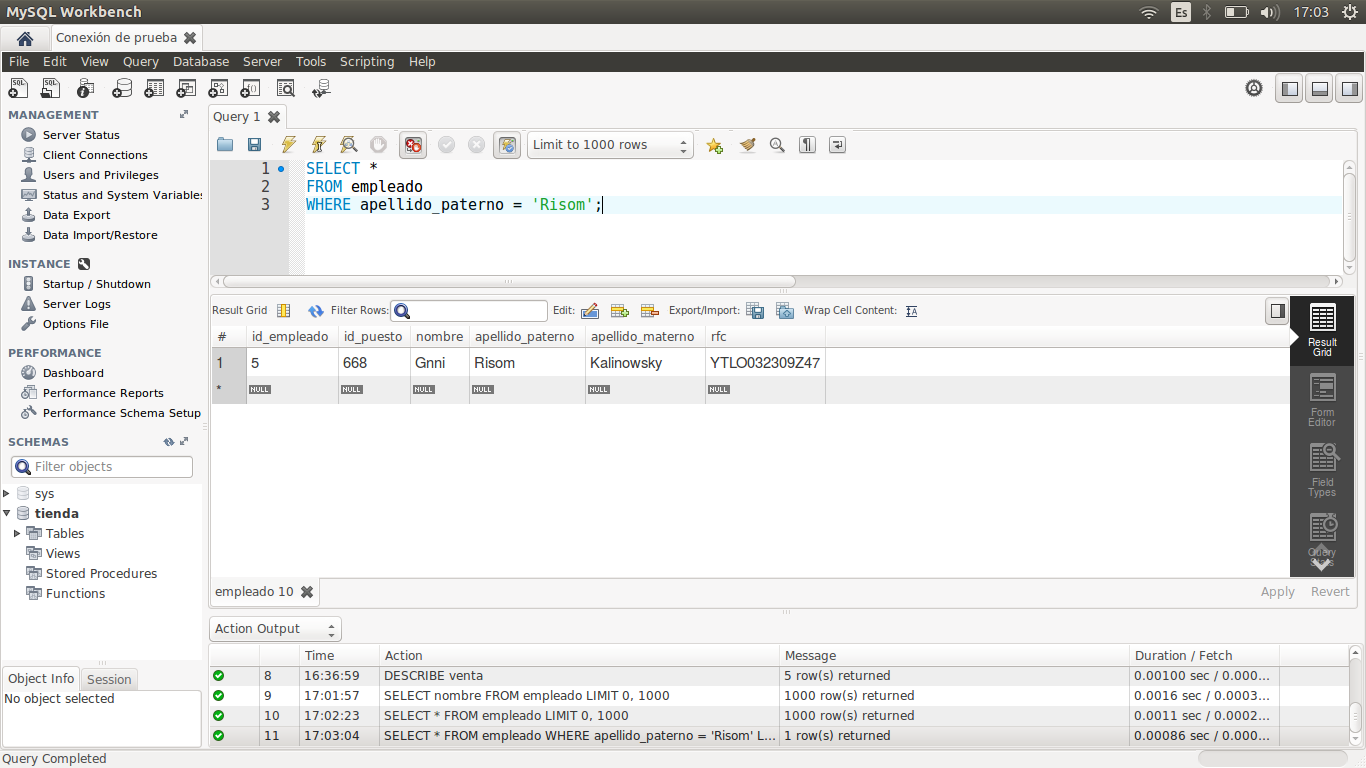 MySQL Workbench
Es
17:03
Conexión de prueba
File Edit View Query Database Server Tools Scripting Help
MANAGEMENT
Server Status
Client Connections
Users and Privileges
Status and System Variables
Data Export
Data Import/Restore
INSTANCE
Startup / Shutdown
Server Logs
Options File
PERFORMANCE
Dashboard
Performance Reports
Performance Schema Setup
SCHEMAS
Filter objects
sys
tienda
Tables
Views
Stored Procedures
Functions
Object Info Session
No object selected
Query 1
Limit to 1000 rows
1 SELECT *
2 FROM empleado
3 WHERE apellido_paterno = 'Risom';
Result Grid Filter Rows: Edit: Export/Import: Wrap Cell Content:
# id_empleado id_puesto nombre apellido_paterno apellido_materno rfc
1 5 668 Gnni Risom Kalinowsky YTLO032309Z47
* NULL NULL NULL NULL NULL NULL
Result
Grid
Form
Editor
Field
Types
Query
Stats
empleado 10
Apply Revert
Action Output
Time Action Message Duration / Fetch
8 16:36:59 DESCRIBE venta 5 row(s) returned 0.00100 sec / 0.000...
9 17:01:57 SELECT nombre FROM empleado LIMIT 0, 1000 1000 row(s) returned 0.0016 sec / 0.0003...
10 17:02:23 SELECT * FROM empleado LIMIT 0, 1000 1000 row(s) returned 0.0011 sec / 0.0002...
11 17:03:04 SELECT * FROM empleado WHERE apellido_paterno = 'Risom' L... 1 row(s) returned 0.00086 sec / 0.000...
Query Completed